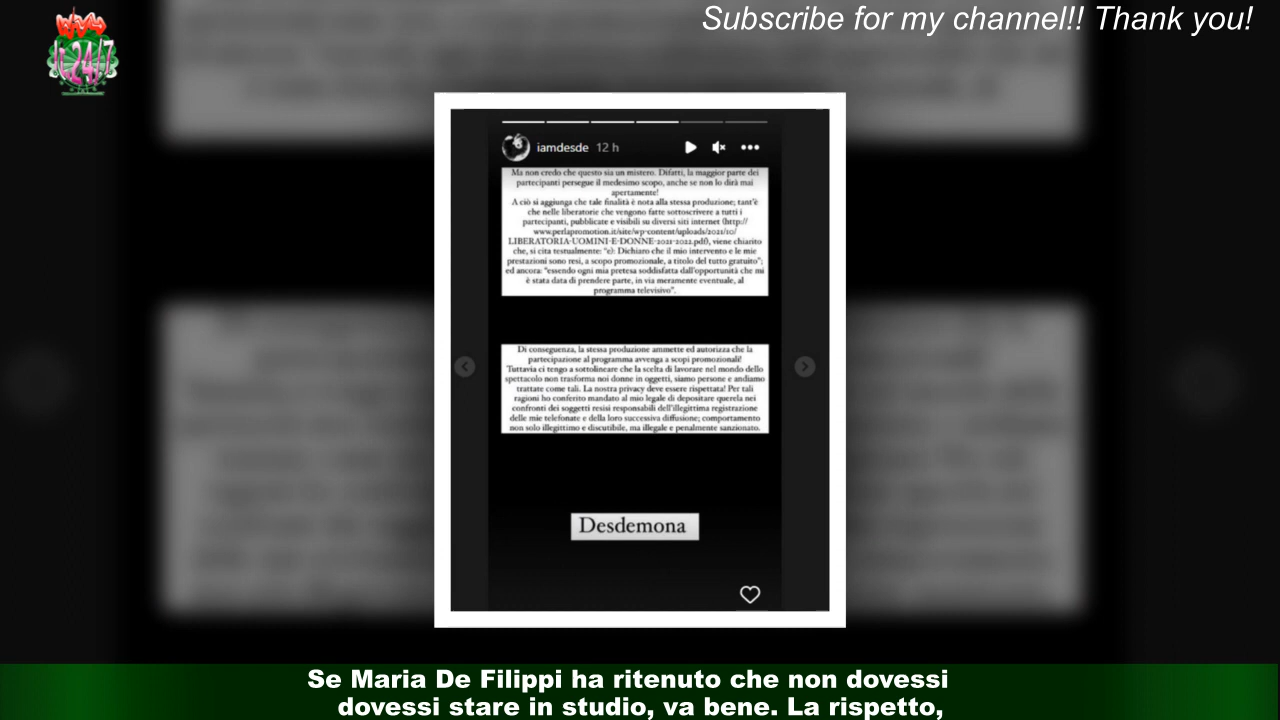 Subscribe for my channel!! Thank you!
24/7
iamdesde 12 h
Ma non credo che questo sia un mistero. Difatti, la maggior parte dei
partecipanti persegue il medesimo scopo, anche se non lo dirà mai
apertamente!
A ciò si aggiunga che tale finalità è nota alla stessa produzione; tant'è
che nelle liberatorie che vengono fatte sottoscrivere a tutti i
partecipanti, pubblicate e visibili su diversi siti internet (http://
www.perlapromotion.it/site/wp-content/uploads/2021/10/
LIBERATORIA-UOMINI-E-DONNE-2021-2022.pdf), viene chiarito
che, si cita testualmente: "e): Dichiaro che il mio intervento e le mie
prestazioni sono resi, a scopo promozionale, a titolo del tutto gratuito";
ed ancora: "essendo ogni mia pretesa soddisfatta dall'opportunità che mi
è stata data di prendere parte, in via meramente eventuale, al
programma televisivo".
Di conseguenza, la stessa produzione ammette ed autorizza che la
partecipazione al programma avvenga a scopi promozionali!
Tuttavia ci tengo a sottolineare che la scelta di lavorare nel mondo dello
spettacolo non trasforma noi donne in oggetti, siamo persone e andiamo
trattate come tali. La nostra privacy deve essere rispettata! Per tali
ragioni ho conferito mandato al mio legale di depositare querela nei
confronti dei soggetti resisi responsabili dell'illegittima registrazione
delle mie telefonate e della loro successiva diffusione; comportamento
non solo illegittimo e discutibile, ma illegale e penalmente sanzionato.
Desdemona
Se Maria De Filippi ha ritenuto che non dovessi
dovessi stare in studio, va bene. La rispetto,